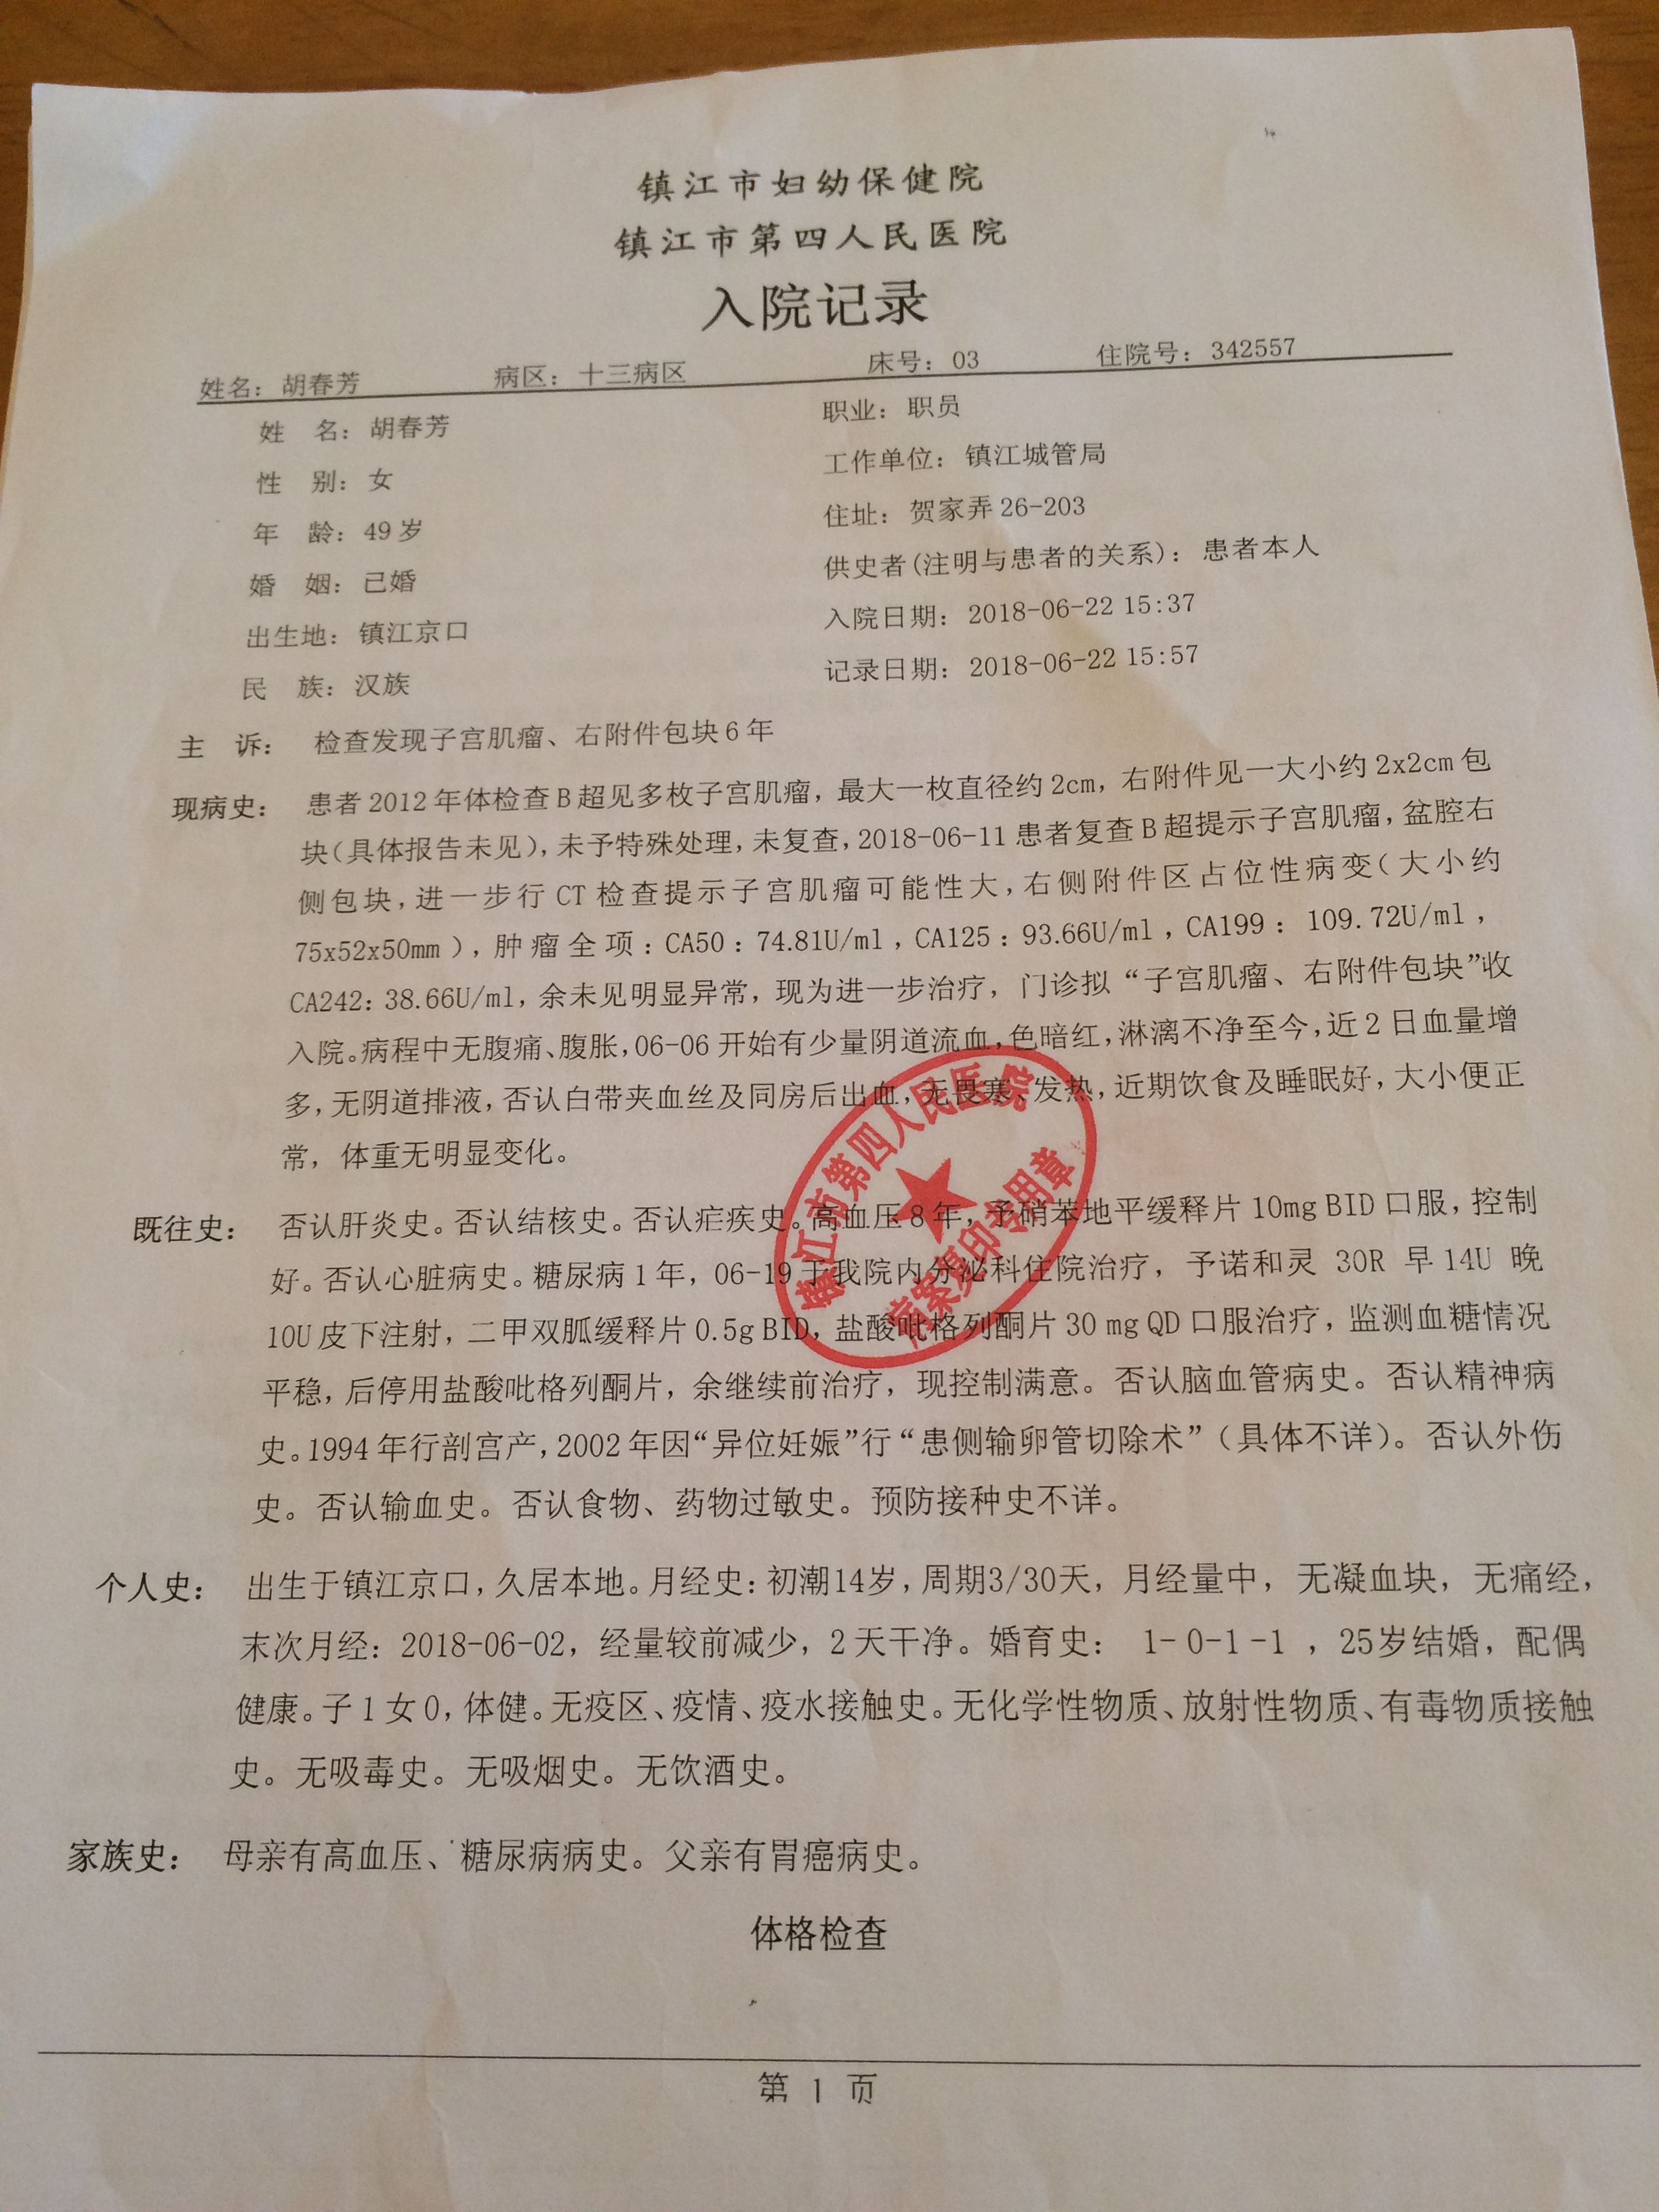 镇江市妇幼保健院
镇江市第四人民医院
入院记录
姓名：胡春芳 病区：十三病区 床号：03 住院号：342557
姓 名：胡春芳 职业：职员
性 别：女 工作单位：镇江城管局
年 龄：49岁 住址：贺家弄26-203
婚 姻：已婚 供史者(注明与患者的关系)：患者本人
出生地：镇江京口 入院日期：2018-06-22 15:37
民 族：汉族 记录日期：2018-06-22 15:57
主 诉： 检查发现子宫肌瘤、右附件包块6年
现病史： 患者2012年体检查B超见多枚子宫肌瘤，最大一枚直径约2cm，右附件见一大小约2x2cm包
块(具体报告未见)，未予特殊处理，未复查，2018-06-11患者复查B超提示子宫肌瘤，盆腔右
侧包块，进一步行CT检查提示子宫肌瘤可能性大，右侧附件区占位性病变(大小约
75x52x50mm)，肿瘤全项：CA50：74.81U/ml，CA125：93.66U/ml，CA199：109.72U/ml，
CA242：38.66U/ml，余未见明显异常，现为进一步治疗，门诊拟“子宫肌瘤、右附件包块”收
入院。病程中无腹痛、腹胀，06-06开始有少量阴道流血，色暗红，淋漓不净至今，近2日血量增
多，无阴道排液，否认白带夹血丝及同房后出血，无畏寒、发热，近期饮食及睡眠好，大小便正
常，体重无明显变化。
既往史： 否认肝炎史。否认结核史。否认疟疾史。高血压8年，予硝苯地平缓释片10mg BID口服，控制
好。否认心脏病史。糖尿病1年，06-19于我院内分泌科住院治疗，予诺和灵 30R 早14U 晚
10U皮下注射，二甲双胍缓释片0.5g BID，盐酸吡格列酮片30 mg QD口服治疗，监测血糖情况
平稳，后停用盐酸吡格列酮片，余继续前治疗，现控制满意。否认脑血管病史。否认精神病
史。1994年行剖宫产，2002年因“异位妊娠”行“患侧输卵管切除术”（具体不详）。否认外伤
史。否认输血史。否认食物、药物过敏史。预防接种史不详。
个人史： 出生于镇江京口，久居本地。月经史：初潮14岁，周期3/30天，月经量中，无凝血块，无痛经，
末次月经：2018-06-02，经量较前减少，2天干净。婚育史： 1-0-1-1 ，25岁结婚，配偶
健康。子1女0，体健。无疫区、疫情、疫水接触史。无化学性物质、放射性物质、有毒物质接触
史。无吸毒史。无吸烟史。无饮酒史。
家族史： 母亲有高血压、糖尿病病史。父亲有胃癌病史。
体格检查
第 1 页
镇江市第四人民医院
病案复印专用章